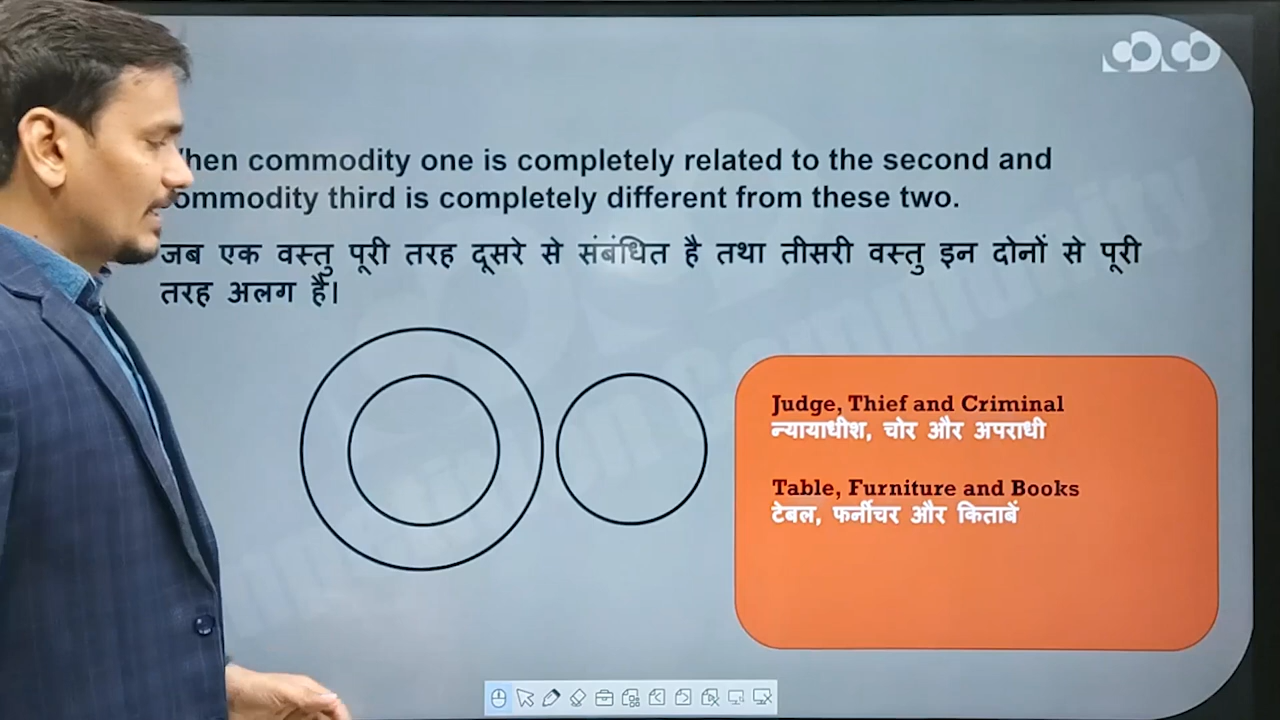 commodity one is completely related to the second and
third is completely different from these two.
जब एक वस्तु पूरी तरह दूसरे से संबंधित है तथा तीसरी वस्तु इन दोनों से पूरी
तरह अलग है।
Judge, Thief and Criminal
न्यायाधीश, चोर और अपराधी
Table, Furniture and Books
टेबल, फर्नीचर और किताबें